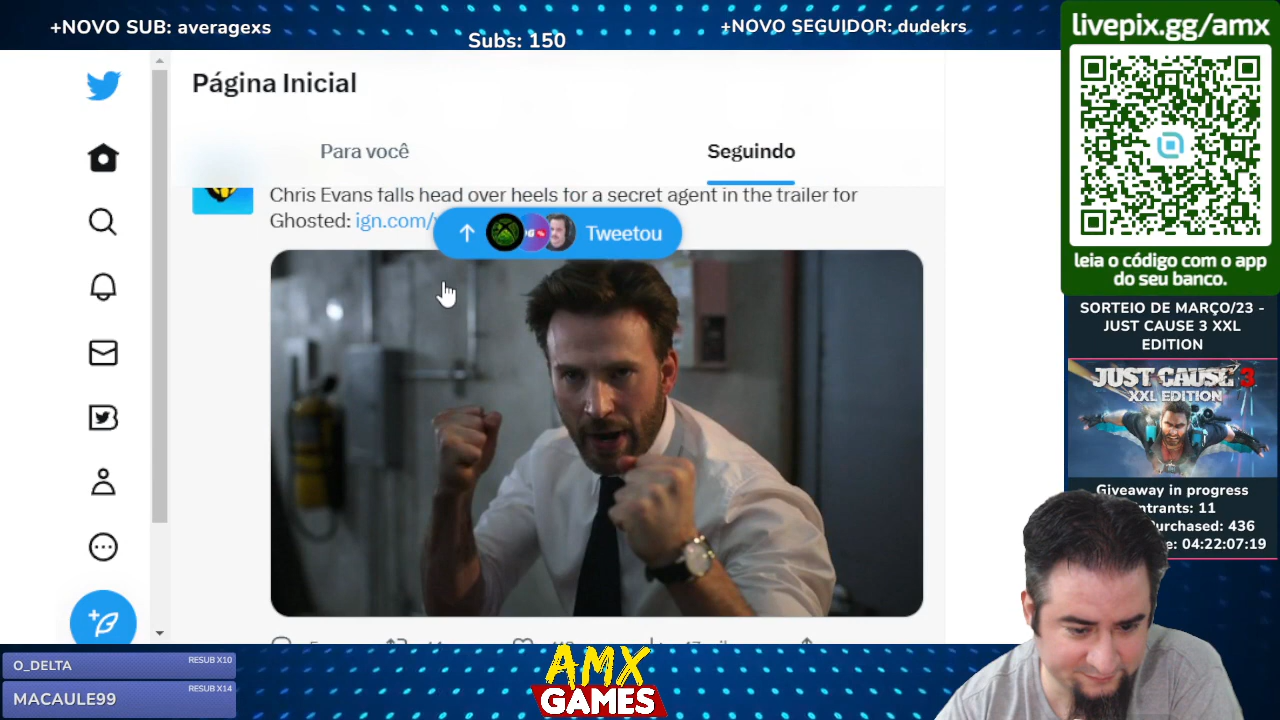 +NOVO SUB: averagexs
Subs: 150
+NOVO SEGUIDOR: dudekrs
livepix.gg/amx
leia o código com o app
do seu banco.
Página Inicial
Para você
Seguindo
Chris Evans falls head over heels for a secret agent in the trailer for
Ghosted: ign.com/
Tweetou
SORTEIO DE MARÇO/23 -
JUST CAUSE 3 XXL
EDITION
JUST CAUSE 3
XXL EDITION
Giveaway in progress
ntrants: 11
urchased: 436
e: 04:22:07:19
O_DELTA
RESUB X10
MACAULE99
RESUB X14
AMX
GAMES